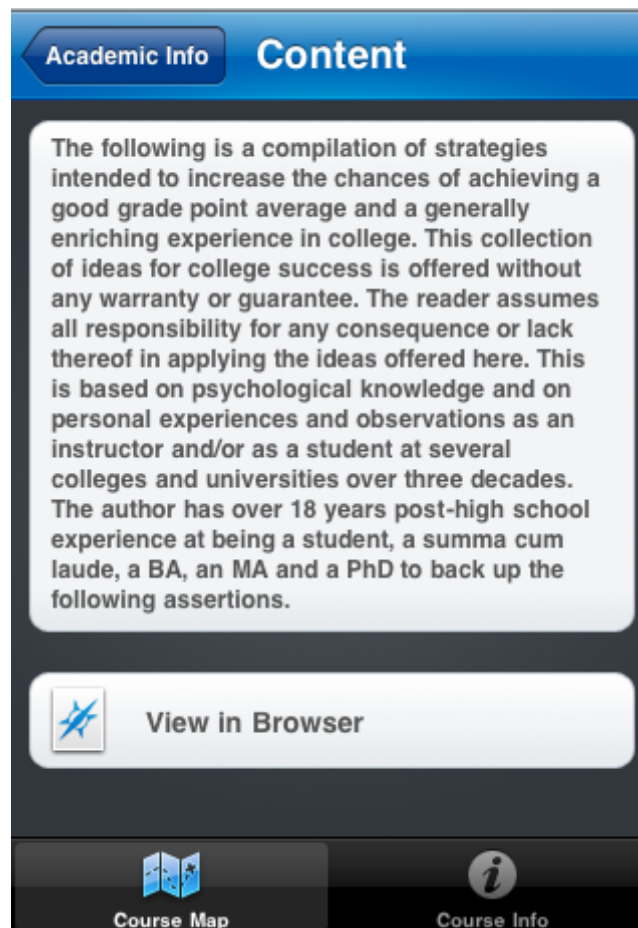 Academic Info
Content
The following is a compilation of strategies
intended to increase the chances of achieving a
good grade point average and a generally
enriching experience in college. This collection
of ideas for college success is offered without
any warranty or guarantee. The reader assumes
all responsibility for any consequence or lack
thereof in applying the ideas offered here. This
is based on psychological knowledge and on
personal experiences and observations as an
instructor and/or as a student at several
colleges and universities over three decades.
The author has over 18 years post-high school
experience at being a student, a summa cum
laude, a BA, an MA and a PhD to back up the
following assertions.
View in Browser
Course Map
Course Info